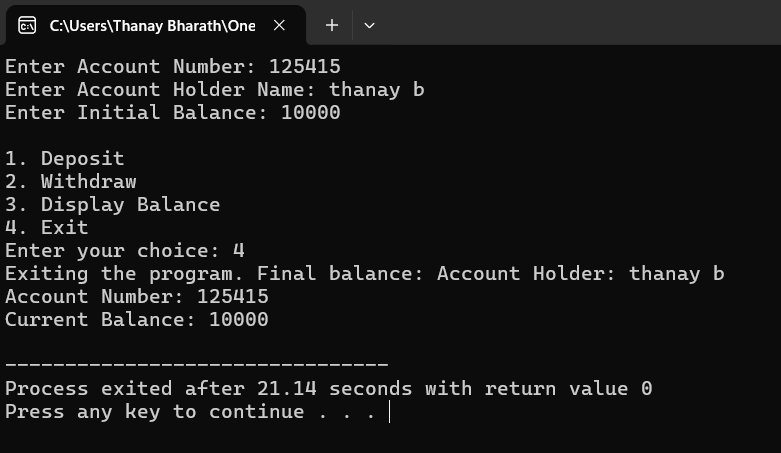 C:\Users\Thanay Bharath\One
Enter Account Number: 125415
Enter Account Holder Name: thanay b
Enter Initial Balance: 10000
1. Deposit
2. Withdraw
3. Display Balance
4. Exit
Enter your choice: 4
Exiting the program. Final balance: Account Holder: thanay b
Account Number: 125415
Current Balance: 10000
--------------------------------
Process exited after 21.14 seconds with return value 0
Press any key to continue . . .